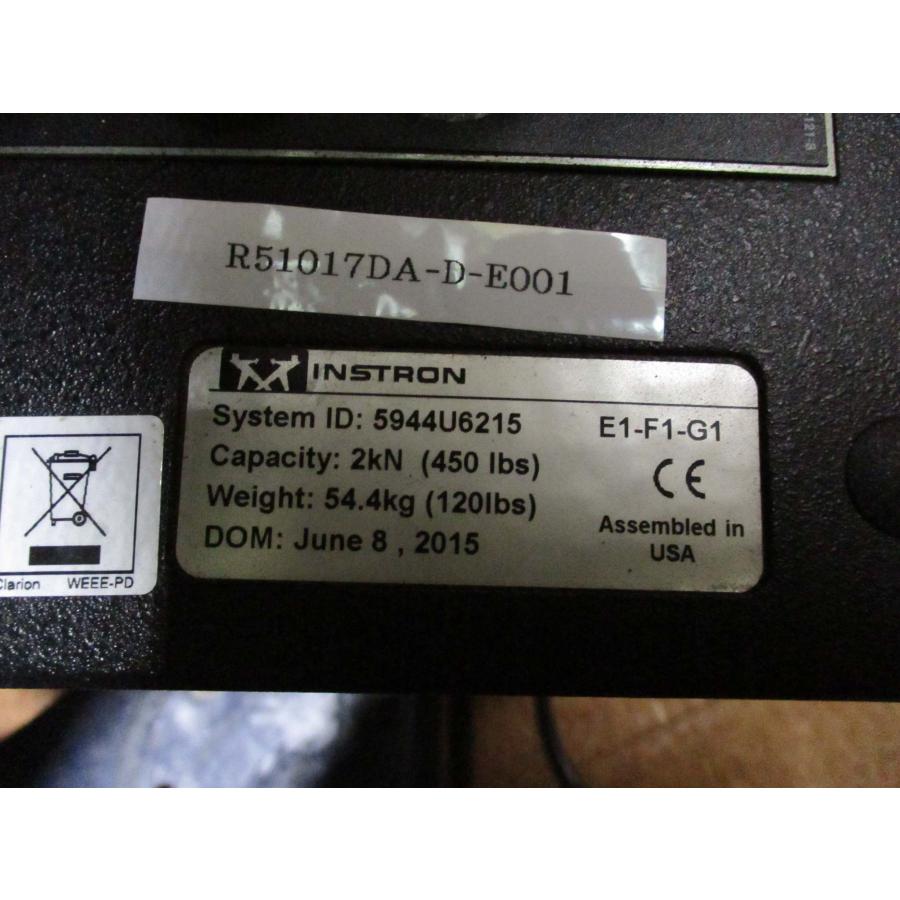 R51017DA-D-E001
INSTRON
System ID: 5944U6215
E1-F1-G1
Capacity: 2kN (450 lbs)
CE
Weight: 54.4kg (120lbs)
Assembled in
USA
DOM: June 8 , 2015
Clarion WEEE-PD